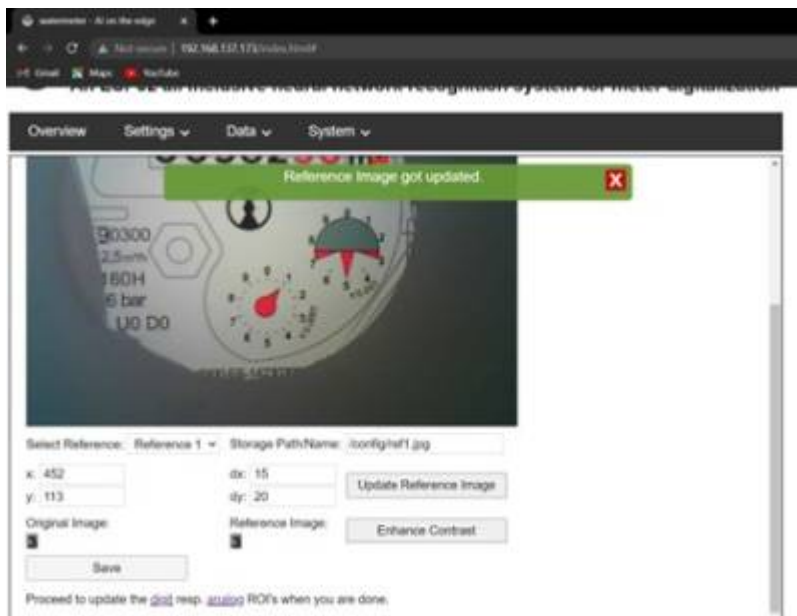 watermeter - AI on the edge
Not secure | 192.168.137.173/index.html#
Gmail Maps YouTube
Overview Settings Data System
Reference Image got updated. X
90300
2,5m³/h
160H
6 bar
U0 D0
Select Reference: Reference 1 Storage Path/Name: /config/ref1.jpg
x: 452 dx: 15
y: 113 dy: 20
Update Reference Image
Original Image: Reference Image:
Enhance Contrast
Save
Proceed to update the digit resp. analog ROI's when you are done.